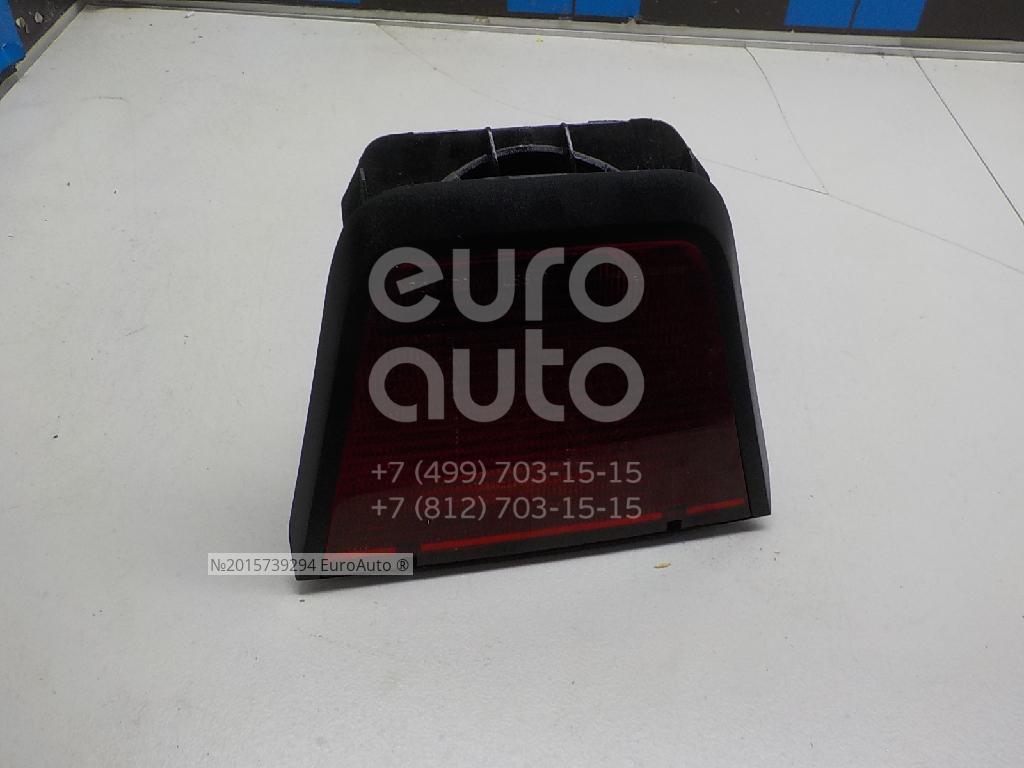 euro
auto
+7 (499) 703-15-15
+7 (812) 703-15-15
№2015739294 EuroAuto ®